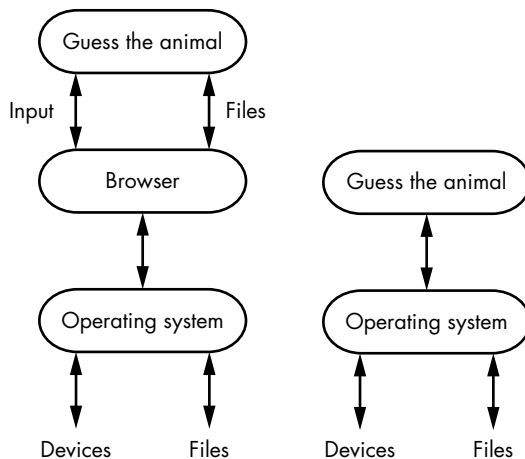 Guess the animal
Input
Files
Browser
Operating system
Devices
Files
Guess the animal
Operating system
Devices
Files